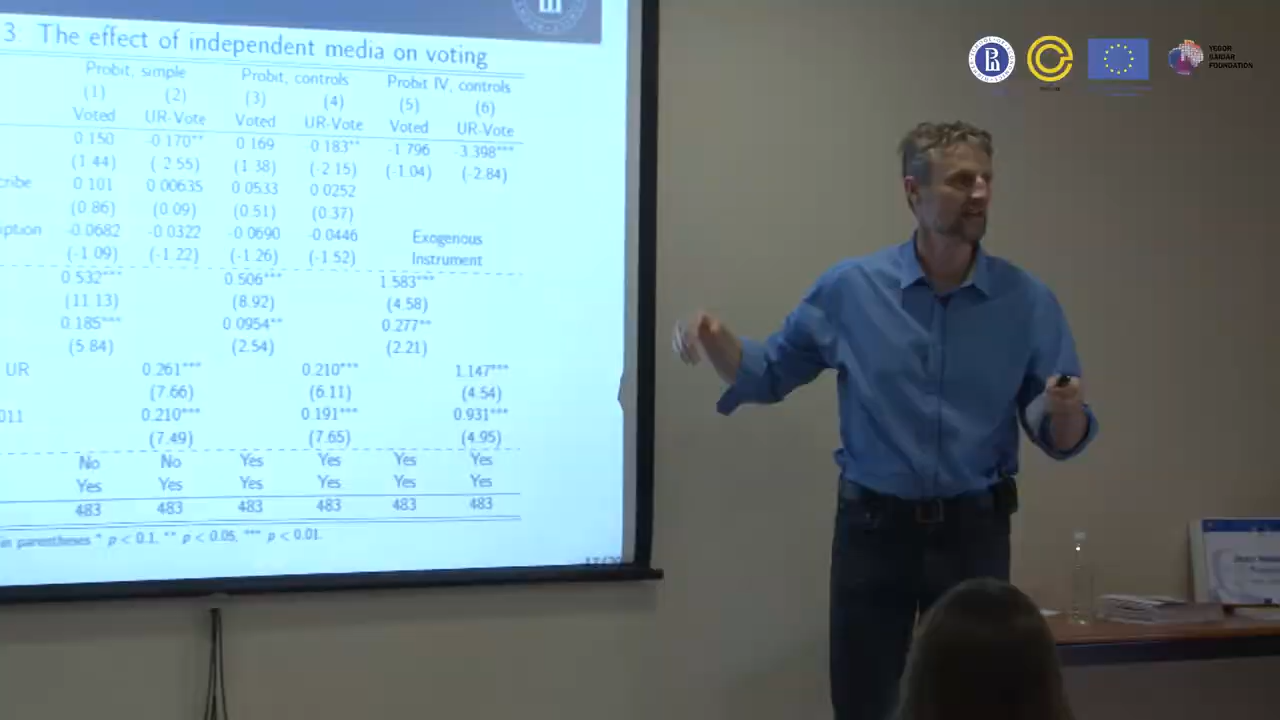 3. The effect of independent media on voting
Probit, simple Probit, controls Probit IV, controls
(1) (2) (3) (4) (5) (6)
Voted UR-Vote Voted UR-Vote Voted UR-Vote
0.150 -0.170** 0.169 -0.183** -1.796 -3.398***
(1.44) (-2.55) (1.38) (-2.15) (-1.04) (-2.84)
cribe 0.101 0.00635 0.0533 0.0252
(0.86) (0.09) (0.51) (0.37)
iption -0.0682 -0.0322 -0.0690 -0.0446 Exogenous
(-1.09) (-1.22) (-1.26) (-1.52) Instrument
0.532*** 0.506*** 1.583***
(11.13) (8.92) (4.58)
0.185*** 0.0954** 0.277**
(5.84) (2.54) (2.21)
UR 0.261*** 0.210*** 1.147***
(7.66) (6.11) (4.54)
011 0.210*** 0.191*** 0.931***
(7.49) (7.65) (4.95)
No No Yes Yes Yes Yes
Yes Yes Yes Yes Yes Yes
483 483 483 483 483 483
in parentheses * p < 0.1, ** p < 0.05, *** p < 0.01.
YEGOR
GAIDAR
FOUNDATION